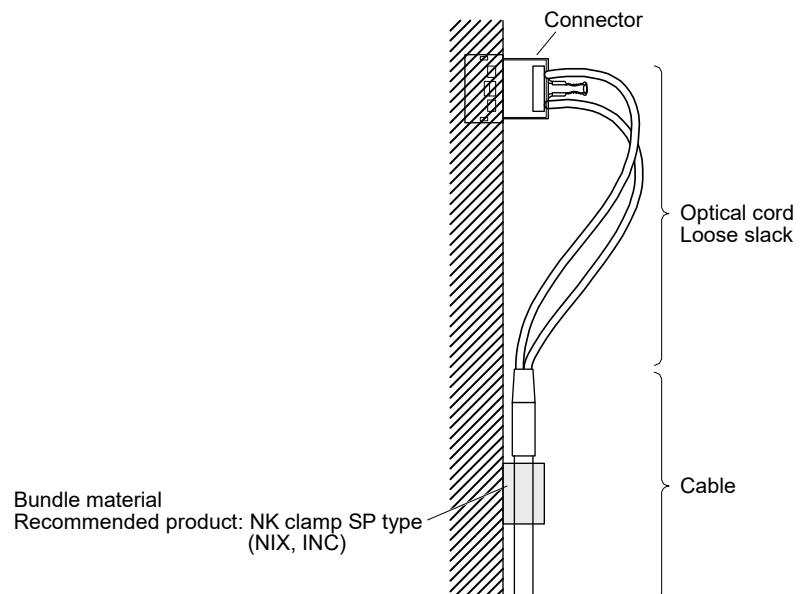 Connector
Optical cord
Loose slack
Cable
Bundle material
Recommended product: NK clamp SP type
(NIX, INC)